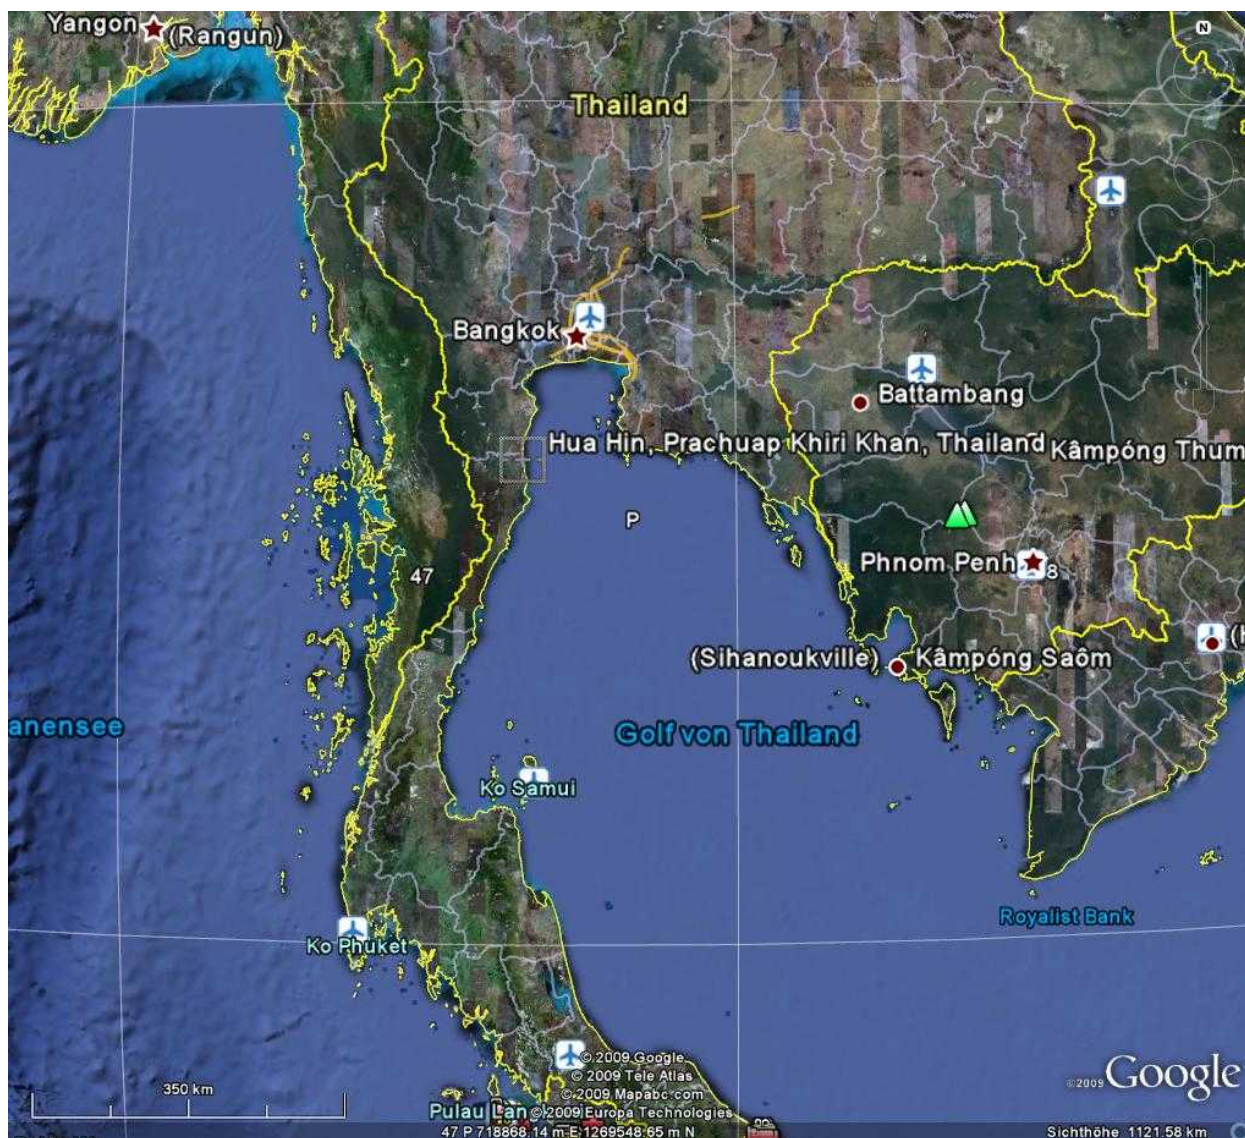 Yangon
(Rangun)
N
Thailand
Bangkok
Battambang
Hua Hin, Prachuap Khiri Khan, Thailand
Kâmpóng Thum
P
Phnom Penh
8
47
(Sihanoukville)
Kâmpóng Saôm
anensee
Golf von Thailand
Ko Samui
Royalist Bank
Ko Phuket
© 2009 Google
© 2009 Tele Atlas
© 2009 Mapabc.com
© 2009 Europa Technologies
©2009 Google
350 km
Pulau Lang
47 P 718868.14 m E 1269548.65 m N
Sichthöhe 1121.58 km